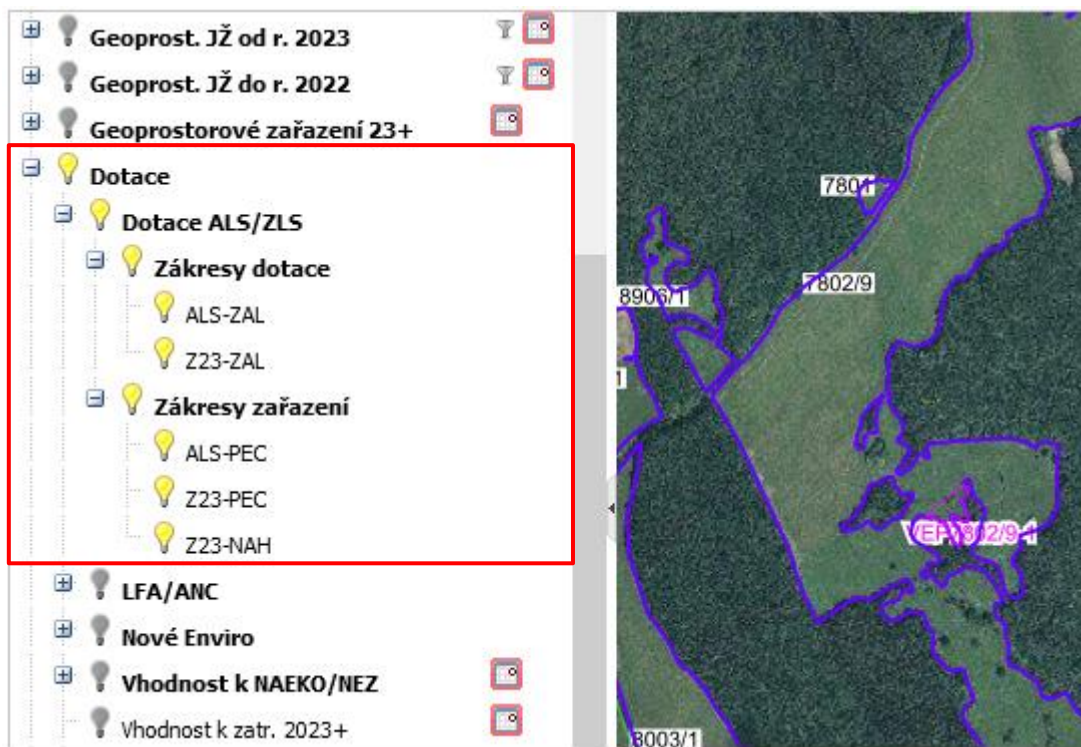 Geoprost. JŽ od r. 2023
Geoprost. JŽ do r. 2022
Geoprostorové zařazení 23+
Dotace
Dotace ALS/ZLS
Zákresy dotace
ALS-ZAL
Z23-ZAL
Zákresy zařazení
ALS-PEC
Z23-PEC
Z23-NAH
LFA/ANC
Nové Enviro
Vhodnost k NAEKO/NEZ
Vhodnost k zatr. 2023+
7801
7802/9
8906/1
1
8003/1